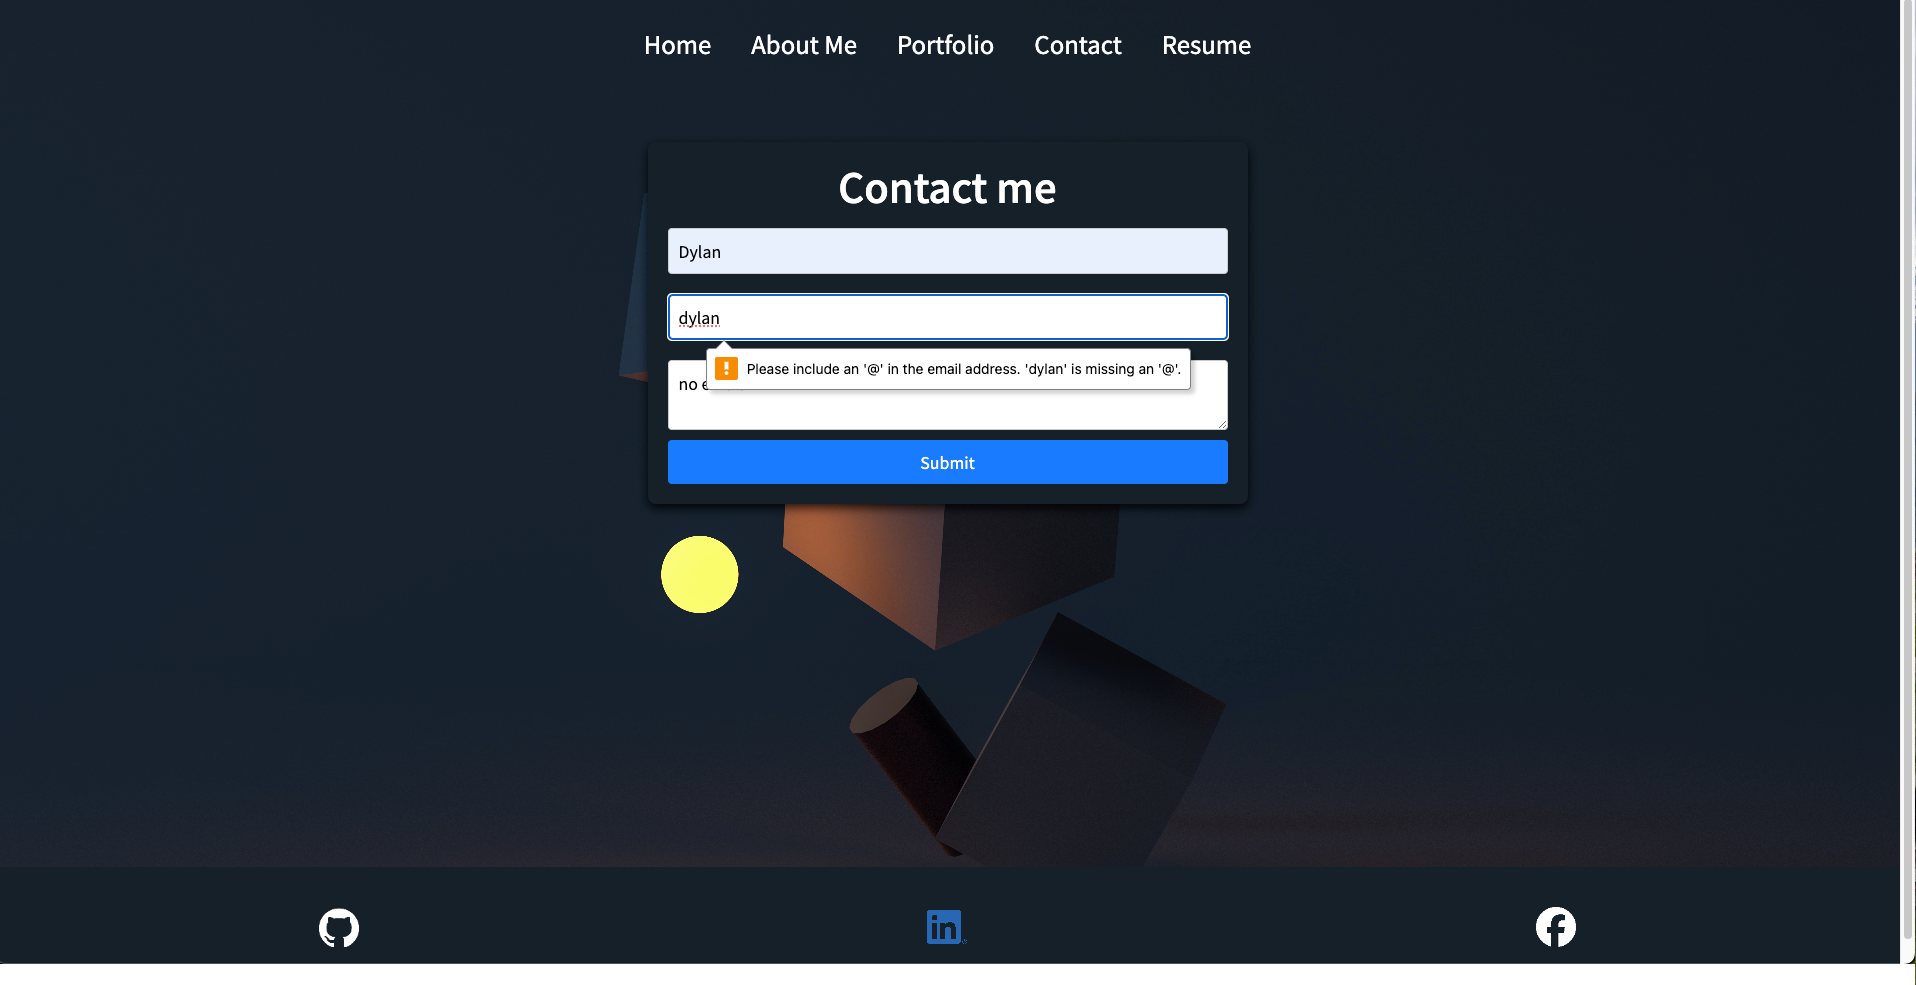 Home About Me Portfolio Contact Resume
Contact me
Dylan
dylan
Please include an '@' in the email address. 'dylan' is missing an '@'.
no
Submit
in